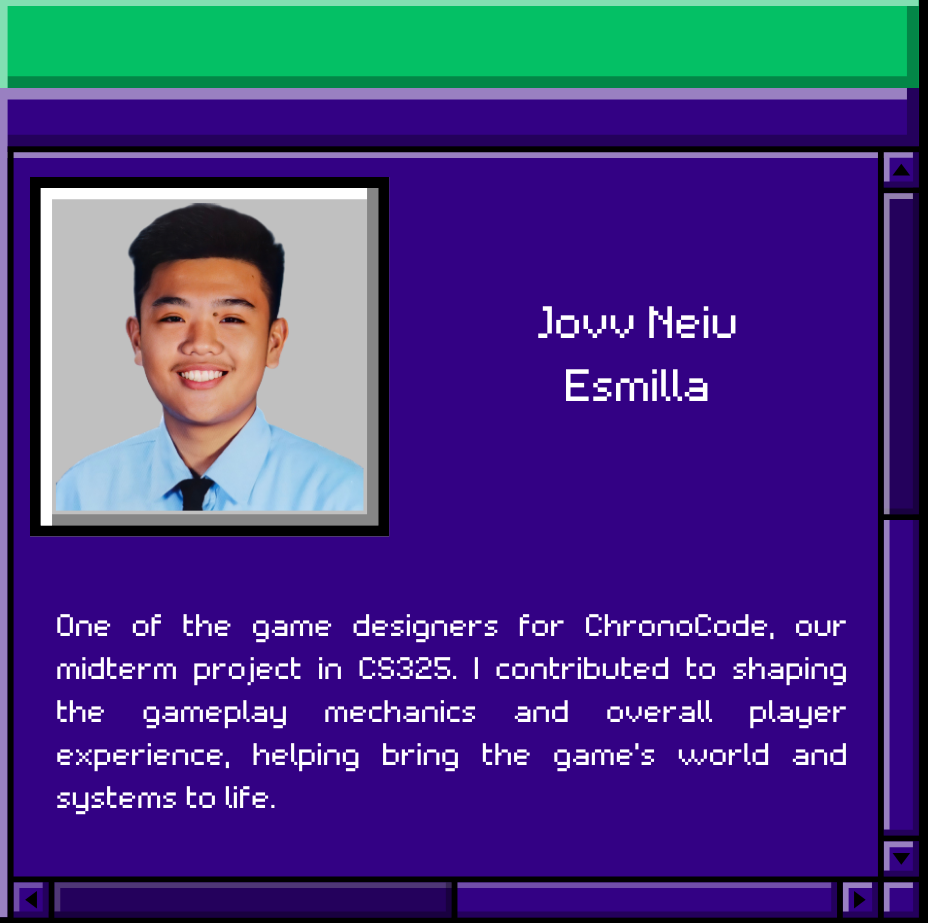 Jovv Neiu
Esmilla
One of the game designers for ChronoCode, our
midterm project in CS325. I contributed to shaping
the gameplay mechanics and overall player
experience, helping bring the game's world and
systems to life.